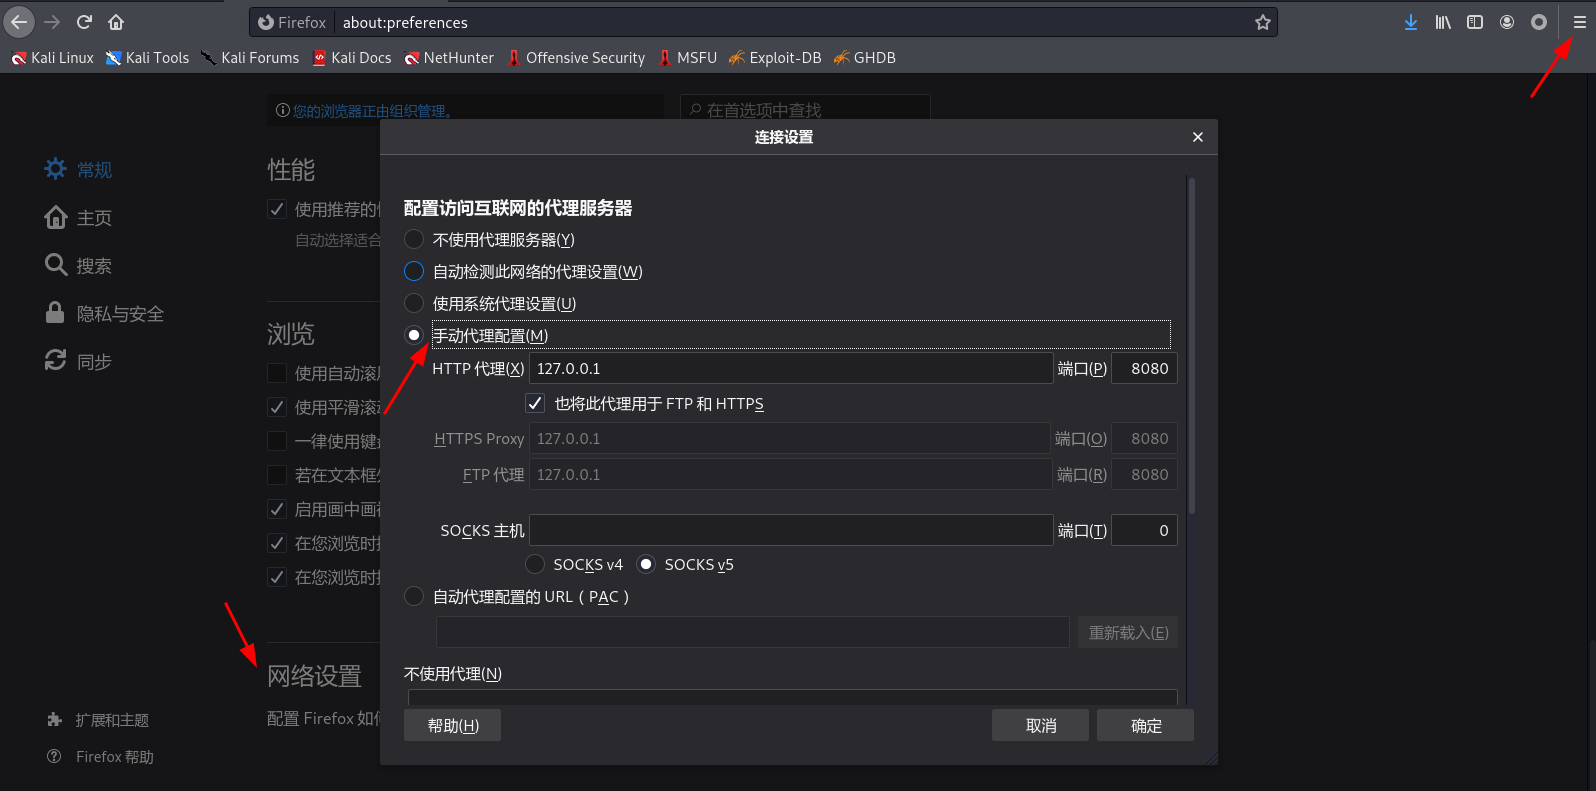 Firefox about:preferences
Kali Linux Kali Tools Kali Forums Kali Docs NetHunter Offensive Security MSFU Exploit-DB GHDB
您的浏览器正由组织管理。
在首选项中查找
常规
主页
搜索
隐私与安全
同步
扩展和主题
Firefox 帮助
性能
使用推荐的
自动选择适合
浏览
使用自动滚
使用平滑滚动
一律使用键
若在文本框
启用画中画
在您浏览时
在您浏览时
网络设置
配置 Firefox 如
连接设置
配置访问互联网的代理服务器
不使用代理服务器(Y)
自动检测此网络的代理设置(W)
使用系统代理设置(U)
手动代理配置(M)
HTTP 代理(X) 127.0.0.1 端口(P) 8080
也将此代理用于 FTP 和 HTTPS
HTTPS Proxy 127.0.0.1 端口(O) 8080
FTP 代理 127.0.0.1 端口(R) 8080
SOCKS 主机 端口(T) 0
SOCKS v4 SOCKS v5
自动代理配置的 URL（PAC）
重新载入(E)
不使用代理(N)
帮助(H) 取消 确定